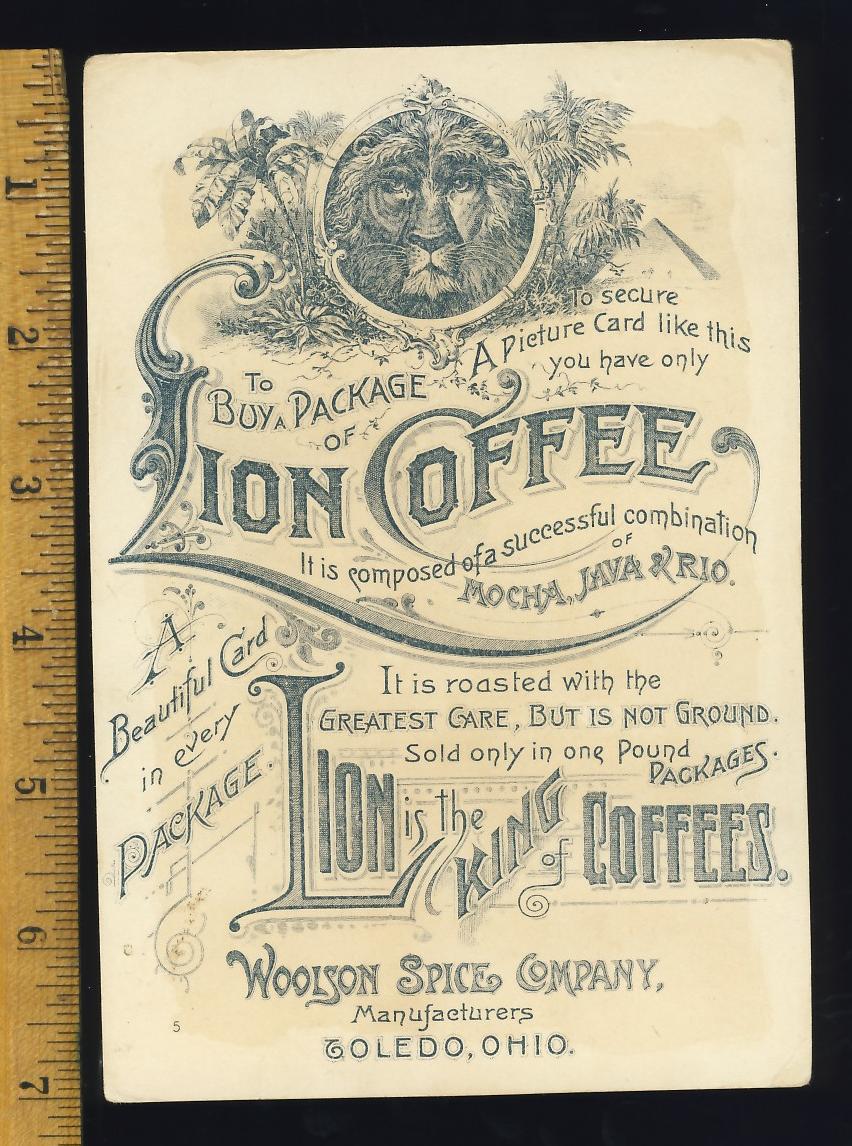 To secure
A Picture Card like this
you have only
To
Buy a Package
of
Lion Coffee
It is composed of a successful combination
of
Mocha, Java & Rio.
A
Beautiful Card
in every
Package.
It is roasted with the
Greatest Care, But is not Ground.
Sold only in one Pound
Packages.
Lion is the King of Coffees.
Woolson Spice Company,
Manufacturers
Toledo, Ohio.
5
1
2
3
4
5
6
7